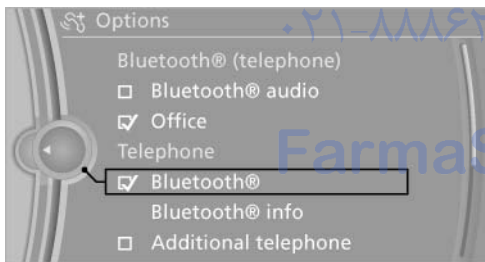 Options
Bluetooth® (telephone)
Bluetooth® audio
Office
Telephone
Bluetooth®
Bluetooth® info
Additional telephone